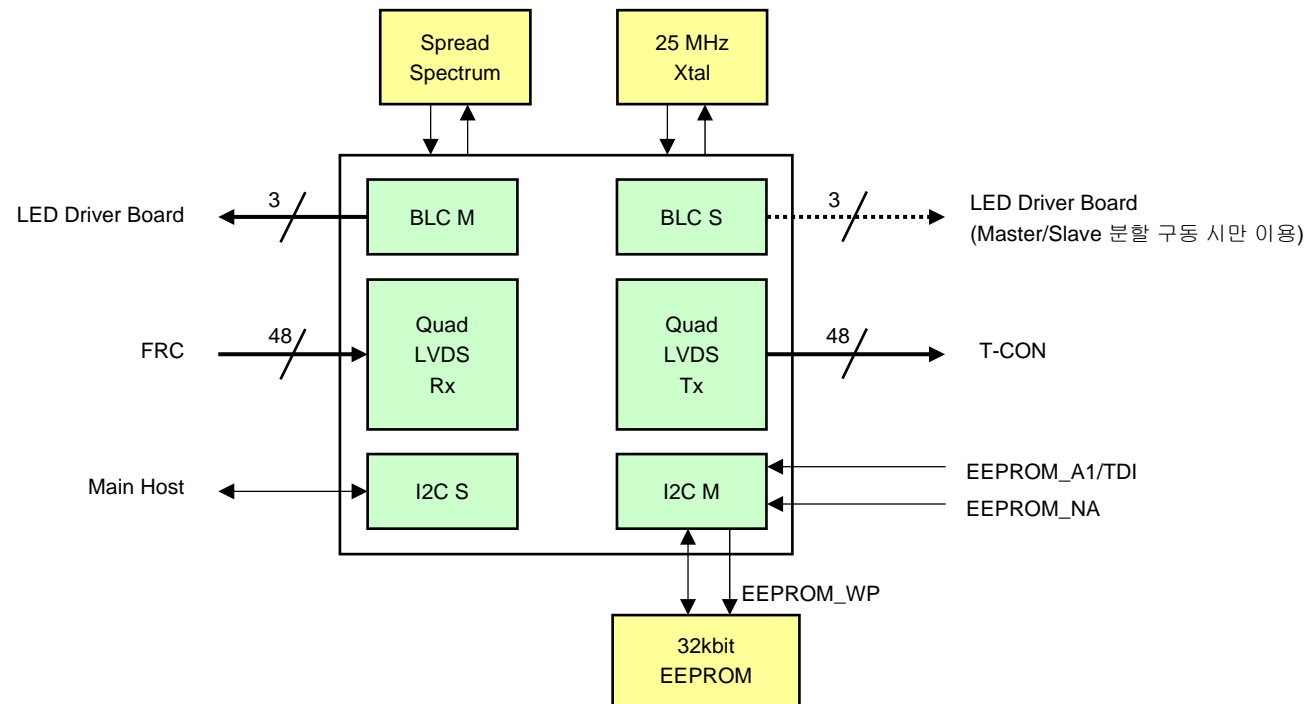 Spread
Spectrum
25 MHz
Xtal
LED Driver Board
3
BLC M
BLC S
3
LED Driver Board
(Master/Slave 분할 구동 시만 이용)
FRC
48
Quad
LVDS
Rx
Quad
LVDS
Tx
48
T-CON
Main Host
I2C S
I2C M
EEPROM_A1/TDI
EEPROM_NA
EEPROM_WP
32kbit
EEPROM